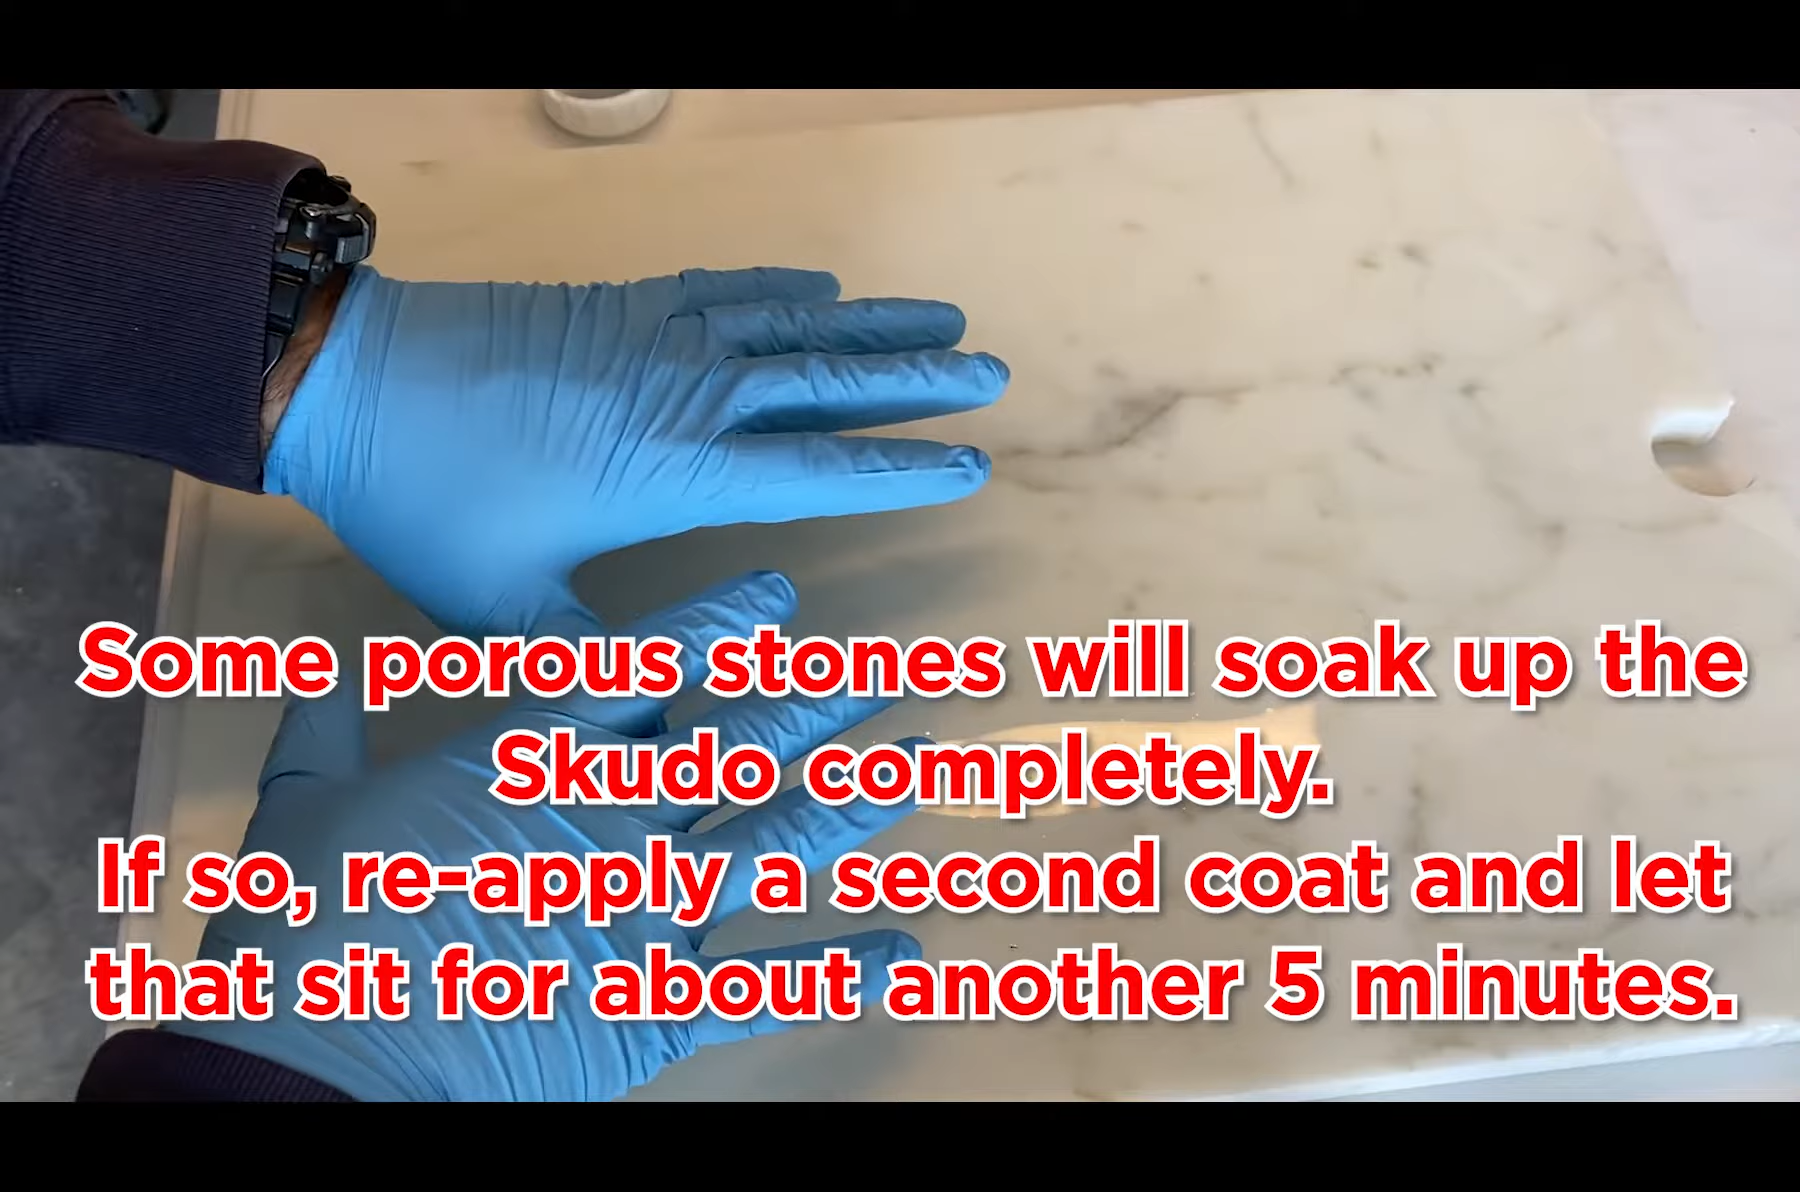 Some porous stones will soak up the
Skudo completely.
If so, re-apply a second coat and let
that sit for about another 5 minutes.